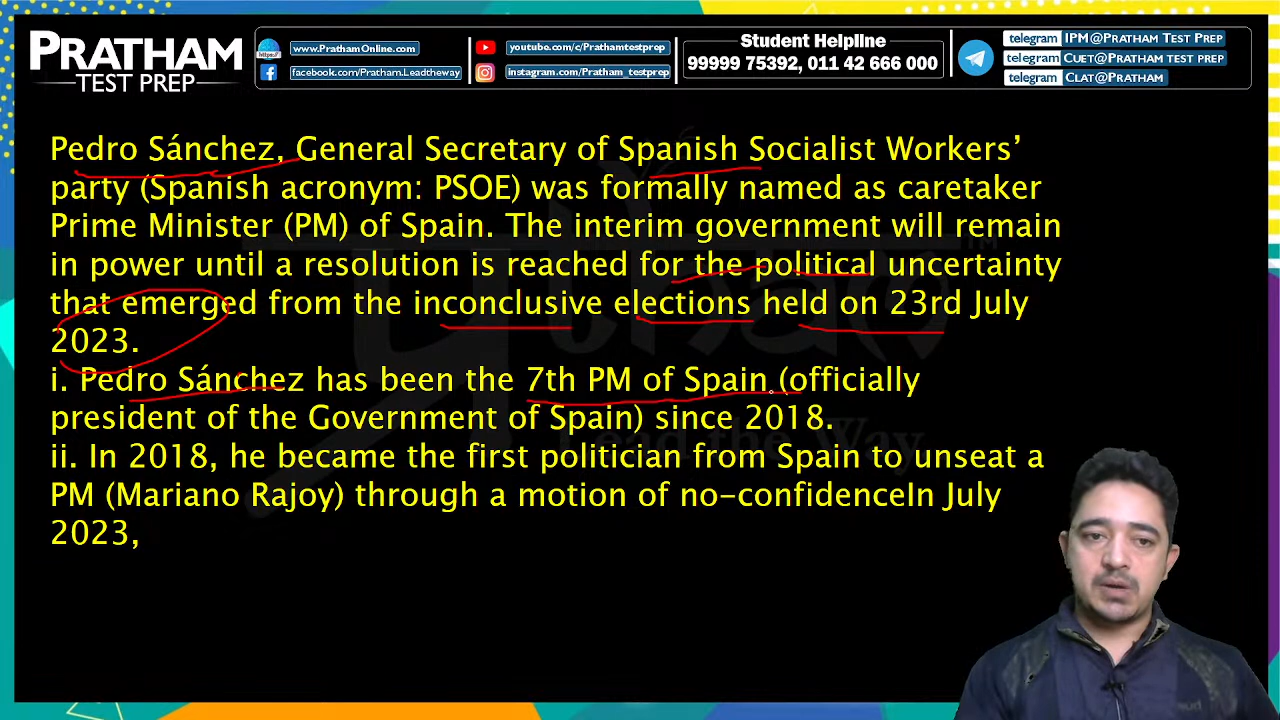 PRATHAM
TEST PREP
https://
www.PrathamOnline.com
facebook.com/Pratham.Leadtheway
youtube.com/c/Prathamtestprep
instagram.com/Pratham_testprep
Student Helpline
99999 75392, 011 42 666 000
telegram IPM@PRATHAM TEST PREP
telegram CUET@PRATHAM TEST PREP
telegram CLAT@PRATHAM
Pedro Sánchez, General Secretary of Spanish Socialist Workers’
party (Spanish acronym: PSOE) was formally named as caretaker
Prime Minister (PM) of Spain. The interim government will remain
in power until a resolution is reached for the political uncertainty
that emerged from the inconclusive elections held on 23rd July
2023.
i. Pedro Sánchez has been the 7th PM of Spain (officially
president of the Government of Spain) since 2018.
ii. In 2018, he became the first politician from Spain to unseat a
PM (Mariano Rajoy) through a motion of no-confidenceIn July
2023,
प्रथम
TM
Lead the Way